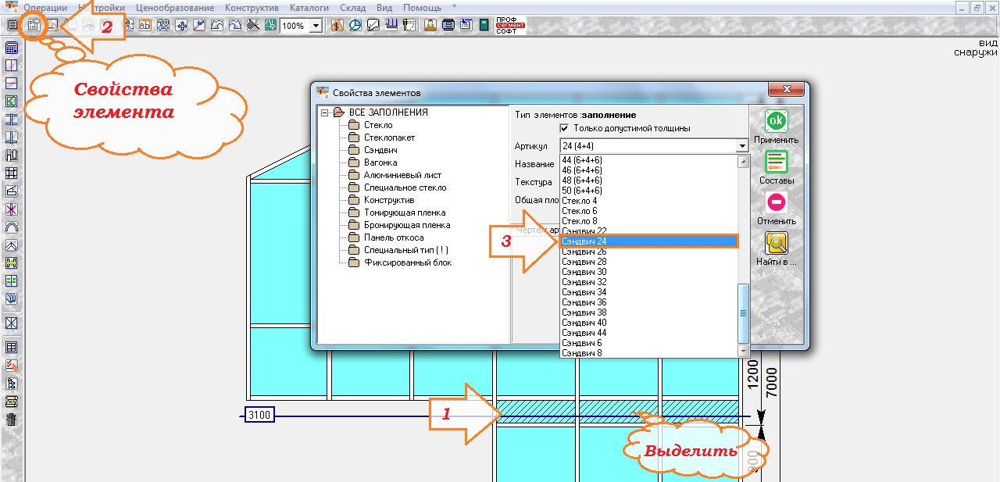 Операции Настройки Ценообразование Конструктив Каталоги Склад Вид Помощь *
2
100%
ПРОФ
сегмент
СОФТ
вид
снаружи
Свойства
элемента
Свойства элементов
ВСЕ ЗАПОЛНЕНИЯ
Стекло
Стеклопакет
Сэндвич
Вагонка
Алюминиевый лист
Специальное стекло
Конструктив
Тонирующая пленка
Бронирующая пленка
Панель откоса
Специальный тип ( ! )
Фиксированный блок
Тип элементов :заполнение
Только допустимой толщины
Артикул 24 (4+4)
Название
Текстура
Общая пло
Чертеж ар
44 (6+4+6)
46 (6+4+6)
48 (6+4+6)
50 (6+4+6)
Стекло 4
Стекло 6
Стекло 8
Сэндвич 22
Сэндвич 24
Сэндвич 26
Сэндвич 28
Сэндвич 30
Сэндвич 32
Сэндвич 34
Сэндвич 36
Сэндвич 38
Сэндвич 40
Сэндвич 44
Сэндвич 6
Сэндвич 8
ok
Применить
Составы
Отменить
Найти в ...
3
1200
7000
3100
1
Выделить